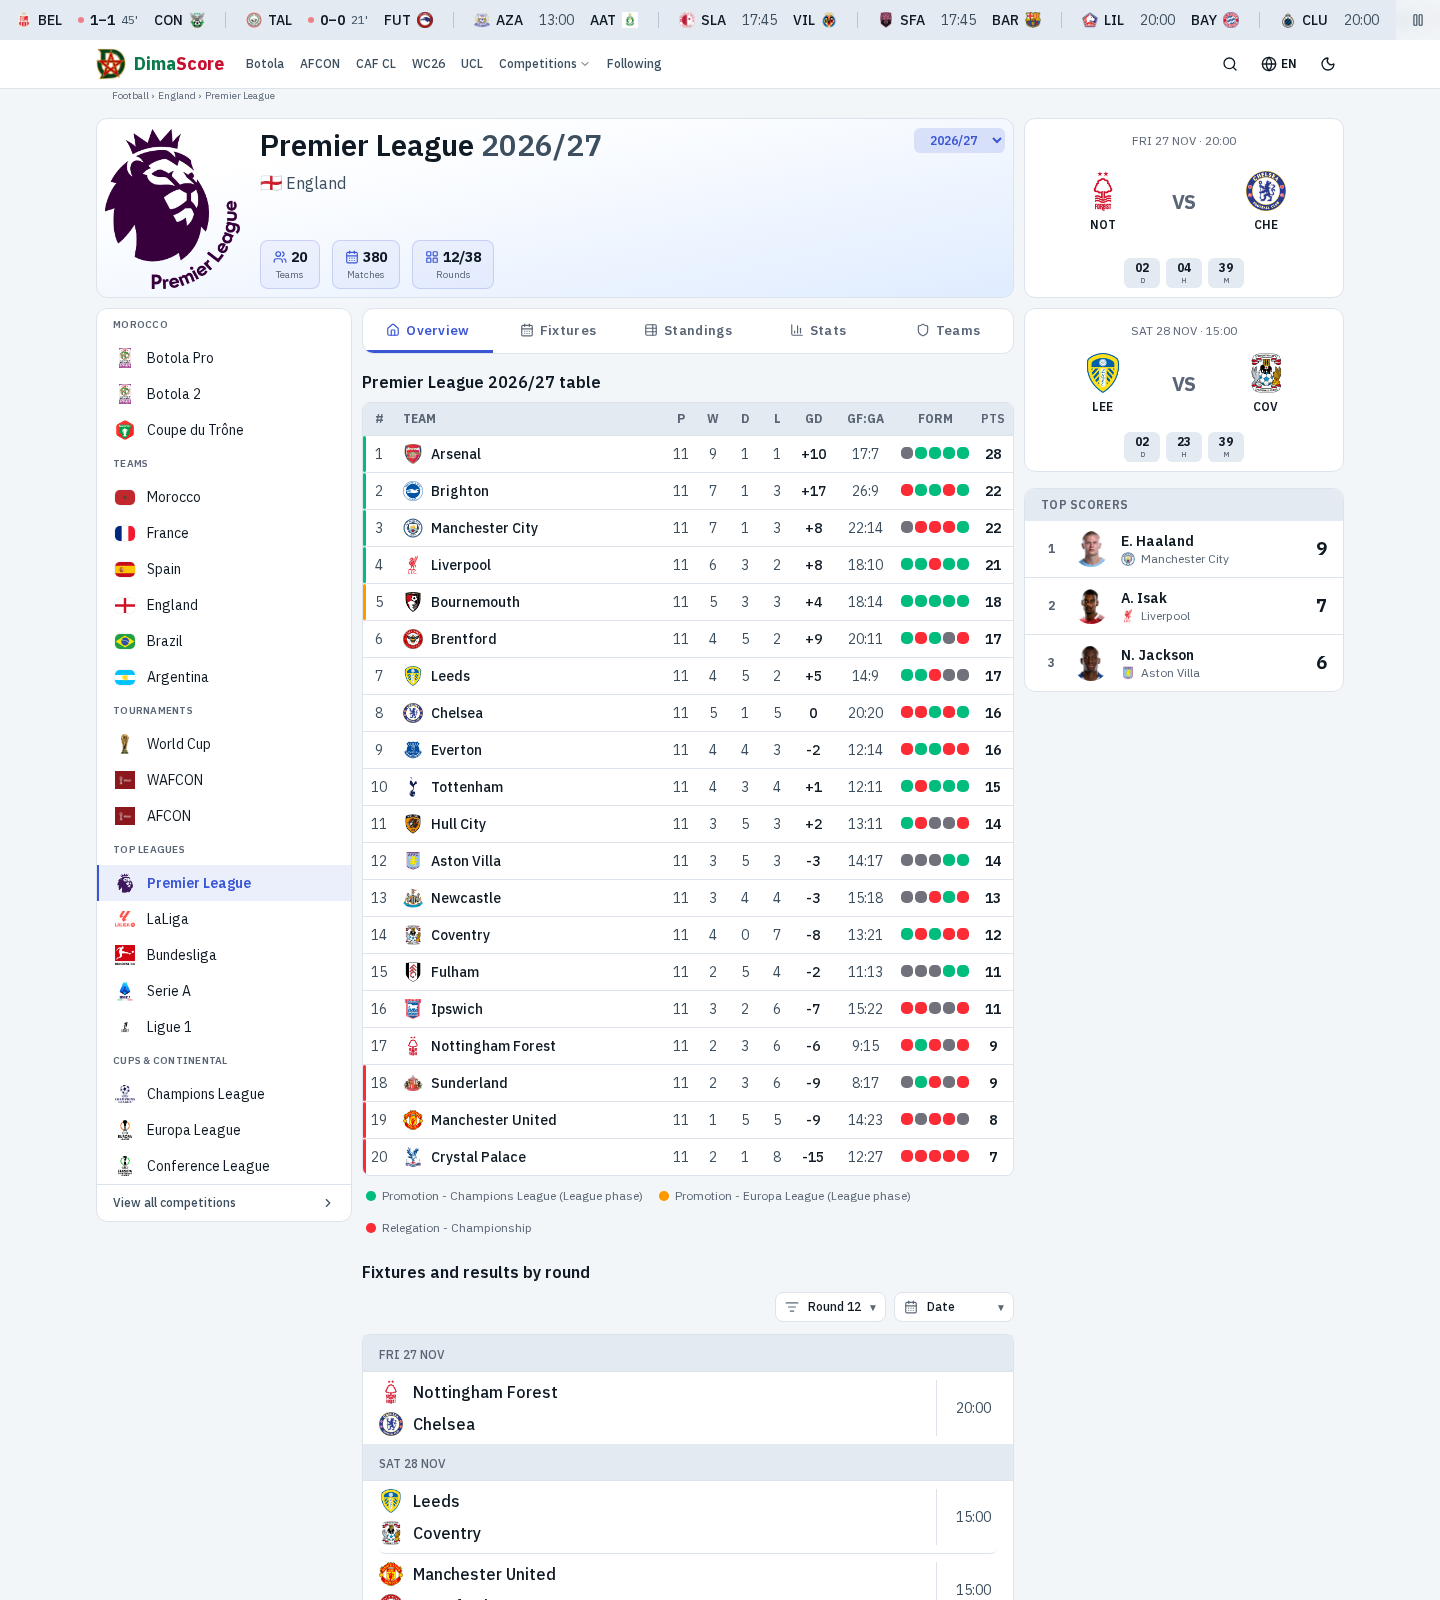 BEL 1–1 45' CON TAL 0–0 21' FUT AZA 13:00 AAT SLA 17:45 VIL SFA 17:45 BAR LIL 20:00 BAY CLU 20:00
DimaScore Botola AFCON CAF CL WC26 UCL Competitions Following EN
Football › England › Premier League
Premier League 2026/27
2026/27
England
20 Teams
380 Matches
12/38 Rounds
Premier League
FRI 27 NOV · 20:00
NOT VS CHE
02 D 04 H 39 M
MOROCCO
Botola Pro
Botola 2
Coupe du Trône
TEAMS
Morocco
France
Spain
England
Brazil
Argentina
TOURNAMENTS
World Cup
WAFCON
AFCON
TOP LEAGUES
Premier League
LaLiga
Bundesliga
Serie A
Ligue 1
CUPS & CONTINENTAL
Champions League
Europa League
Conference League
View all competitions
Overview Fixtures Standings Stats Teams
Premier League 2026/27 table
# TEAM P W D L GD GF:GA FORM PTS
1 Arsenal 11 9 1 1 +10 17:7 28
2 Brighton 11 7 1 3 +17 26:9 22
3 Manchester City 11 7 1 3 +8 22:14 22
4 Liverpool 11 6 3 2 +8 18:10 21
5 Bournemouth 11 5 3 3 +4 18:14 18
6 Brentford 11 4 5 2 +9 20:11 17
7 Leeds 11 4 5 2 +5 14:9 17
8 Chelsea 11 5 1 5 0 20:20 16
9 Everton 11 4 4 3 -2 12:14 16
10 Tottenham 11 4 3 4 +1 12:11 15
11 Hull City 11 3 5 3 +2 13:11 14
12 Aston Villa 11 3 5 3 -3 14:17 14
13 Newcastle 11 3 4 4 -3 15:18 13
14 Coventry 11 4 0 7 -8 13:21 12
15 Fulham 11 2 5 4 -2 11:13 11
16 Ipswich 11 3 2 6 -7 15:22 11
17 Nottingham Forest 11 2 3 6 -6 9:15 9
18 Sunderland 11 2 3 6 -9 8:17 9
19 Manchester United 11 1 5 5 -9 14:23 8
20 Crystal Palace 11 2 1 8 -15 12:27 7
Promotion - Champions League (League phase) Promotion - Europa League (League phase)
Relegation - Championship
Fixtures and results by round
Round 12 Date
FRI 27 NOV
Nottingham Forest
Chelsea
20:00
SAT 28 NOV
Leeds
Coventry
15:00
Manchester United
15:00
SAT 28 NOV · 15:00
LEE VS COV
02 D 23 H 39 M
TOP SCORERS
1 E. Haaland Manchester City 9
2 A. Isak Liverpool 7
3 N. Jackson Aston Villa 6